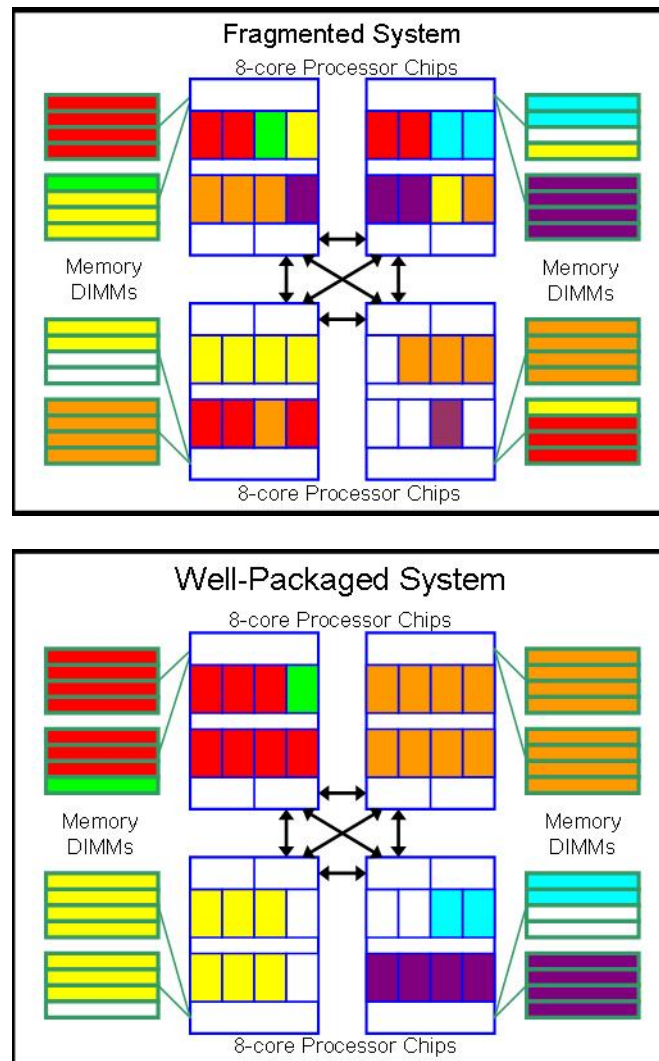 Fragmented System
8-core Processor Chips
Memory
DIMMs
Memory
DIMMs
8-core Processor Chips
Well-Packaged System
8-core Processor Chips
Memory
DIMMs
Memory
DIMMs
8-core Processor Chips